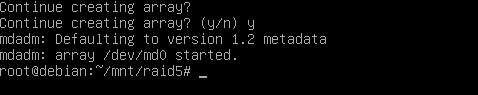 Continue creating array?
Continue creating array? (y/n) y
mdadm: Defaulting to version 1.2 metadata
mdadm: array /dev/md0 started.
root@debian:~/mnt/raid5# _